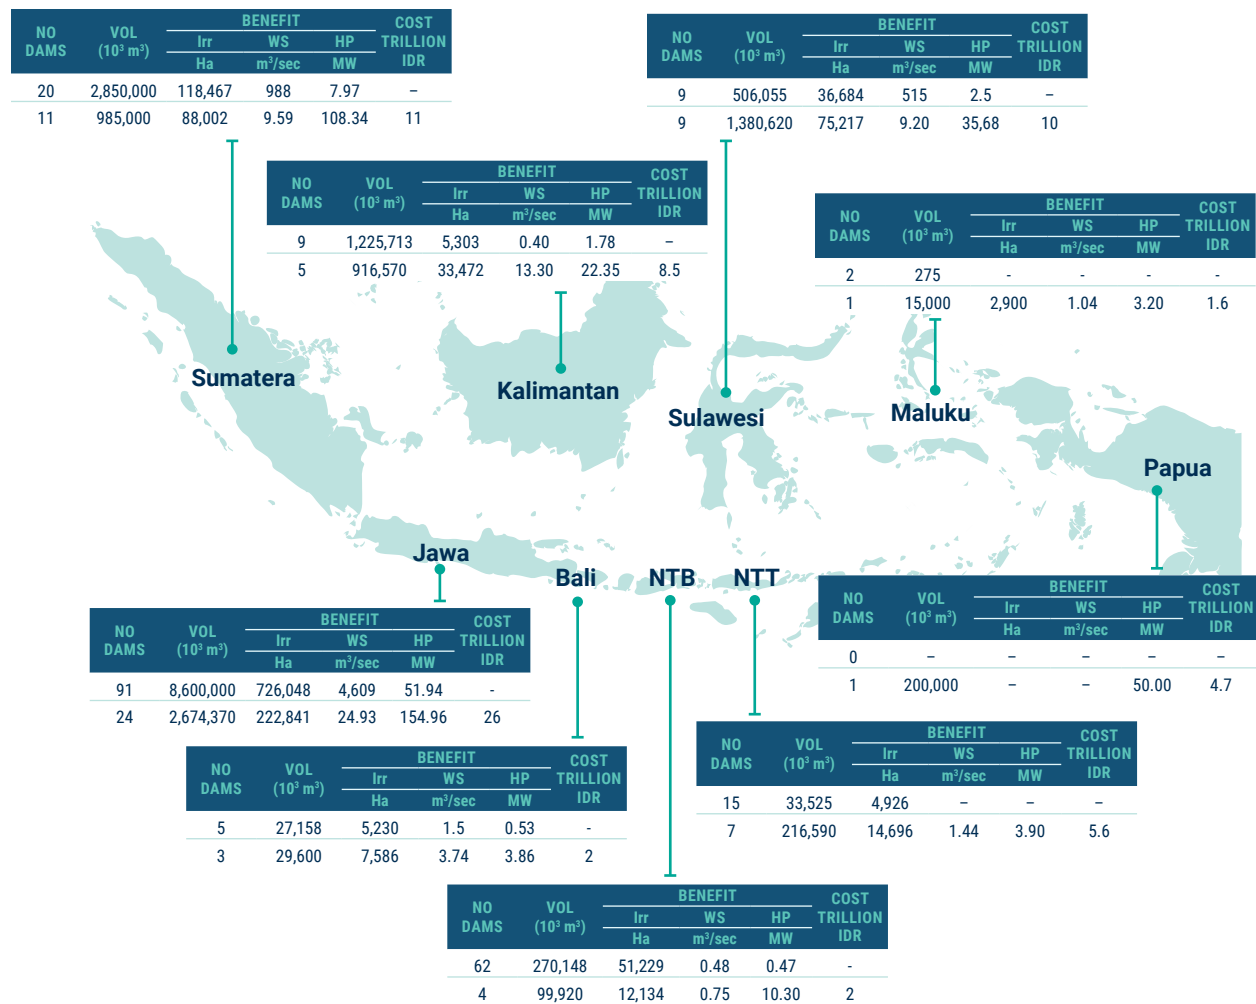 NO DAMS | VOL (10³ m³) | BENEFIT | COST TRILLION IDR
Irr | WS | HP
Ha | m³/sec | MW
20 | 2,850,000 | 118,467 | 988 | 7.97 | –
11 | 985,000 | 88,002 | 9.59 | 108.34 | 11
NO DAMS | VOL (10³ m³) | BENEFIT | COST TRILLION IDR
Irr | WS | HP
Ha | m³/sec | MW
9 | 506,055 | 36,684 | 515 | 2.5 | –
9 | 1,380,620 | 75,217 | 9.20 | 35,68 | 10
NO DAMS | VOL (10³ m³) | BENEFIT | COST TRILLION IDR
Irr | WS | HP
Ha | m³/sec | MW
9 | 1,225,713 | 5,303 | 0.40 | 1.78 | –
5 | 916,570 | 33,472 | 13.30 | 22.35 | 8.5
NO DAMS | VOL (10³ m³) | BENEFIT | COST TRILLION IDR
Irr | WS | HP
Ha | m³/sec | MW
2 | 275 | - | - | - | -
1 | 15,000 | 2,900 | 1.04 | 3.20 | 1.6
Sumatera
Kalimantan
Sulawesi
Maluku
Papua
Jawa
Bali
NTB
NTT
NO DAMS | VOL (10³ m³) | BENEFIT | COST TRILLION IDR
Irr | WS | HP
Ha | m³/sec | MW
0 | – | – | – | – | –
1 | 200,000 | – | – | 50.00 | 4.7
NO DAMS | VOL (10³ m³) | BENEFIT | COST TRILLION IDR
Irr | WS | HP
Ha | m³/sec | MW
91 | 8,600,000 | 726,048 | 4,609 | 51.94 | -
24 | 2,674,370 | 222,841 | 24.93 | 154.96 | 26
NO DAMS | VOL (10³ m³) | BENEFIT | COST TRILLION IDR
Irr | WS | HP
Ha | m³/sec | MW
15 | 33,525 | 4,926 | – | – | –
7 | 216,590 | 14,696 | 1.44 | 3.90 | 5.6
NO DAMS | VOL (10³ m³) | BENEFIT | COST TRILLION IDR
Irr | WS | HP
Ha | m³/sec | MW
5 | 27,158 | 5,230 | 1.5 | 0.53 | -
3 | 29,600 | 7,586 | 3.74 | 3.86 | 2
NO DAMS | VOL (10³ m³) | BENEFIT | COST TRILLION IDR
Irr | WS | HP
Ha | m³/sec | MW
62 | 270,148 | 51,229 | 0.48 | 0.47 | -
4 | 99,920 | 12,134 | 0.75 | 10.30 | 2